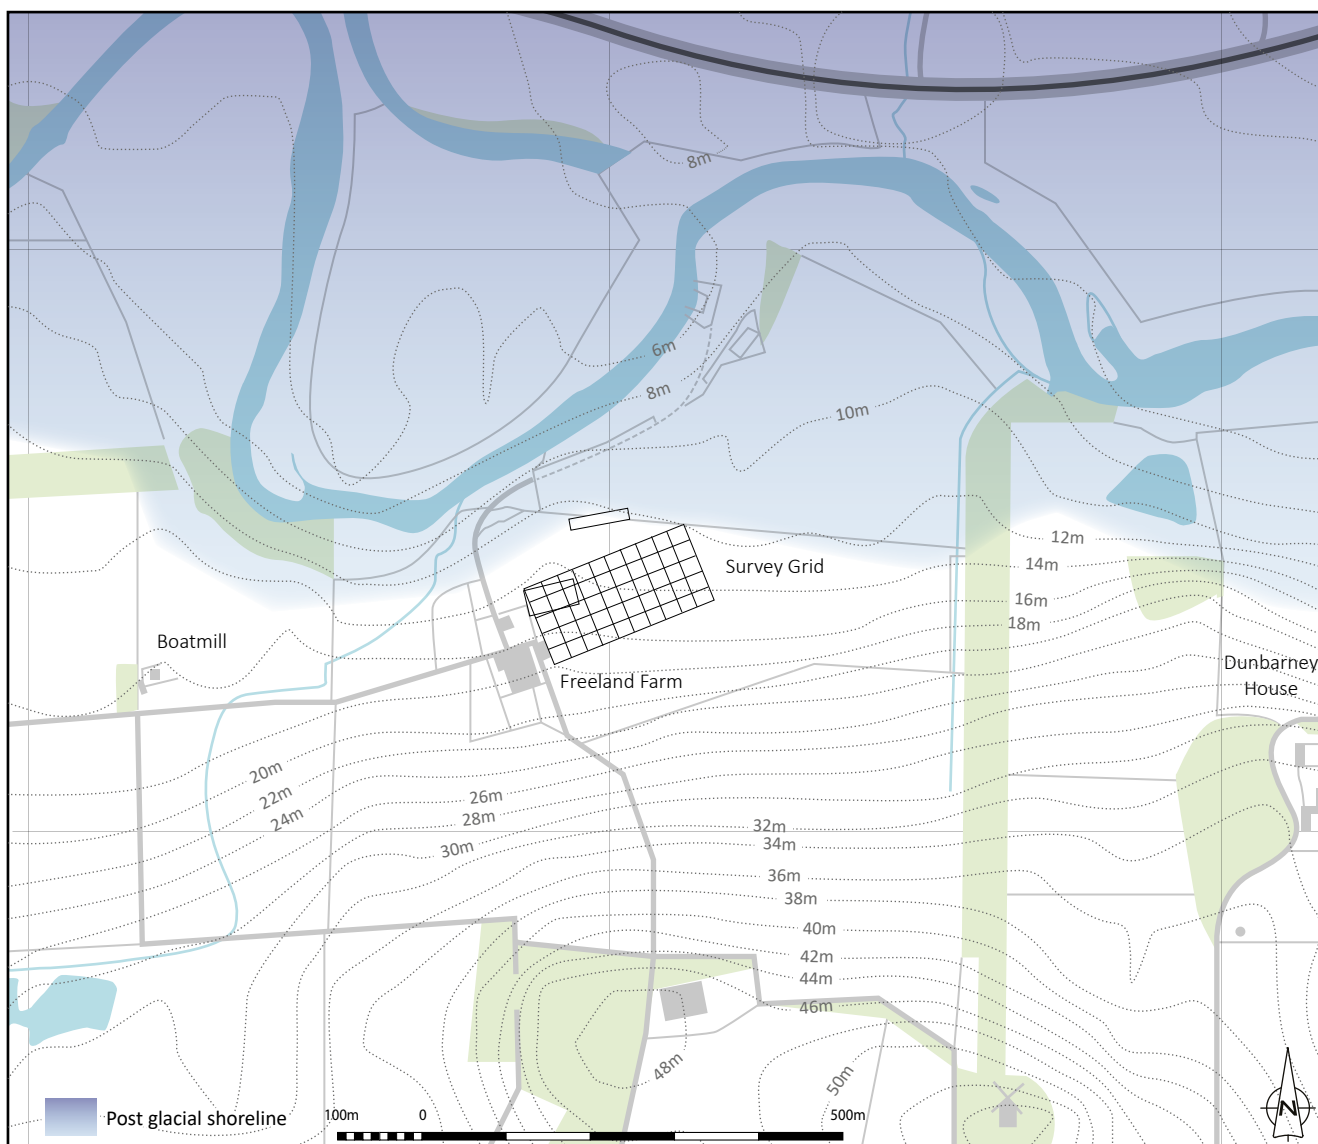 8m
6m
8m
10m
12m
14m
Survey Grid
16m
18m
Boatmill
Dunbarney
House
Freeland Farm
20m
22m
24m
26m
28m
30m
32m
34m
36m
38m
40m
42m
44m
46m
48m
50m
Post glacial shoreline
100m 0 500m
N